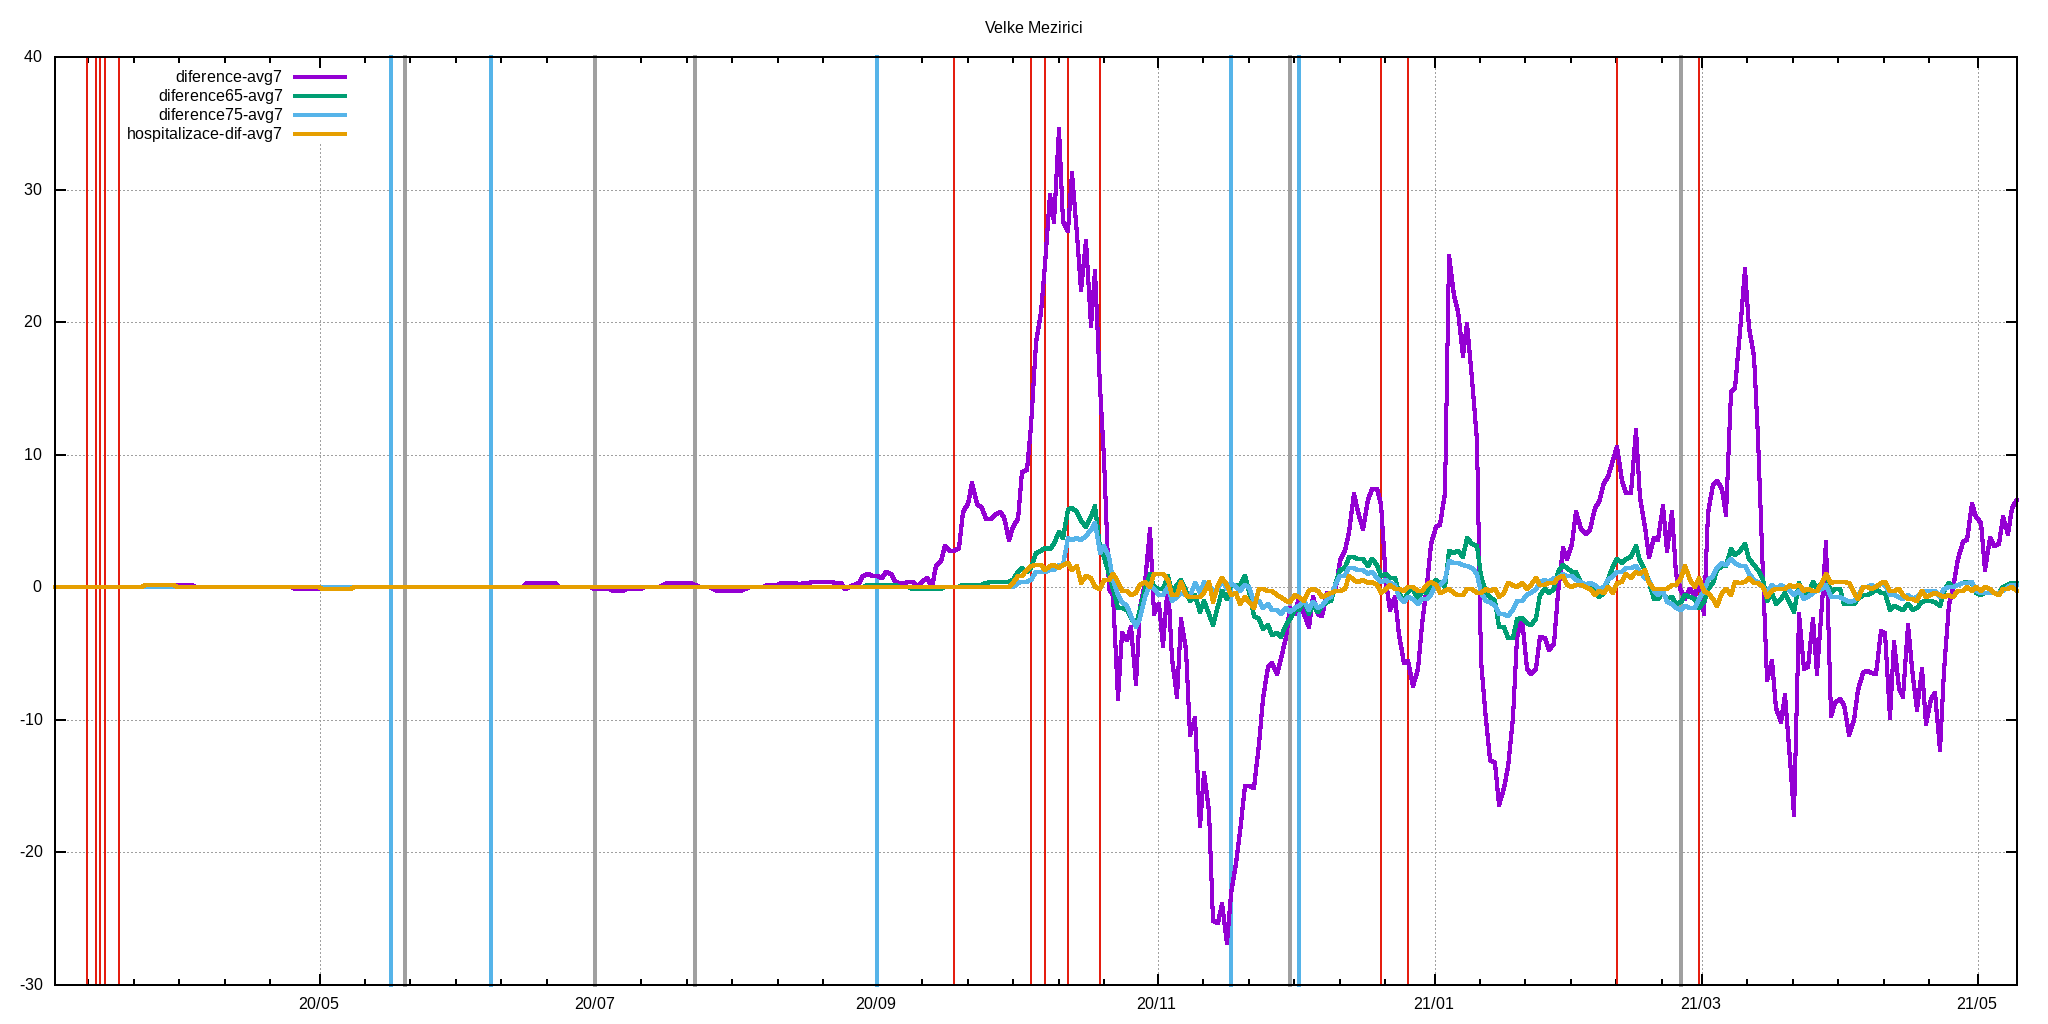 Velke Mezirici
40
diference-avg7
diference65-avg7
diference75-avg7
hospitalizace-dif-avg7
30
20
10
0
-10
-20
-30
20/05 20/07 20/09 20/11 21/01 21/03 21/05